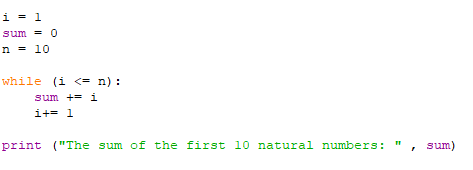 i = 1
sum = 0
n = 10
while (i <= n):
    sum += i
    i+= 1
print ("The sum of the first 10 natural numbers: " , sum)